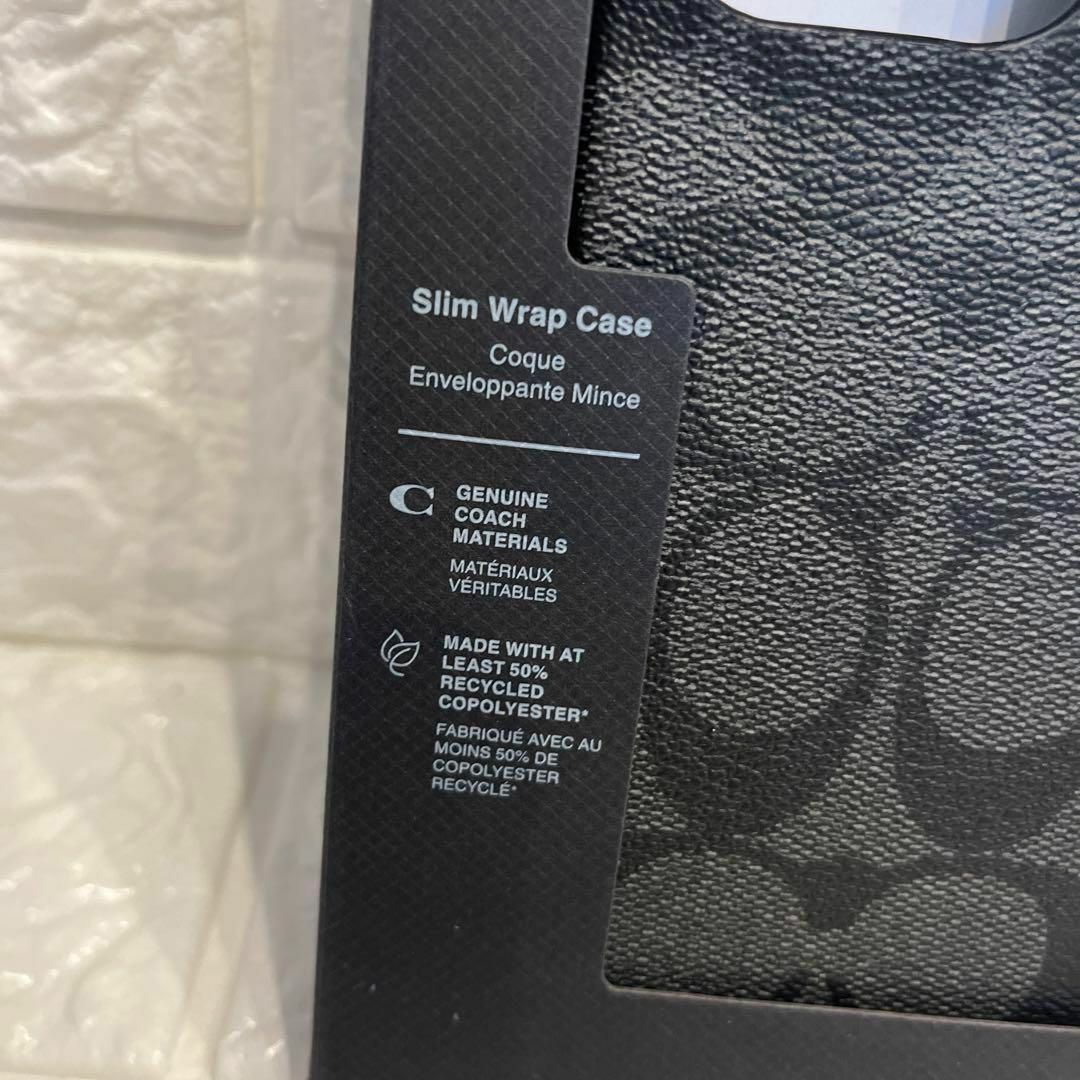 Slim Wrap Case
Coque
Enveloppante Mince
C
GENUINE
COACH
MATERIALS
MATÉRIAUX
VÉRITABLES
MADE WITH AT
LEAST 50%
RECYCLED
COPOLYESTER*
FABRIQUÉ AVEC AU
MOINS 50% DE
COPOLYESTER
RECYCLÉ*